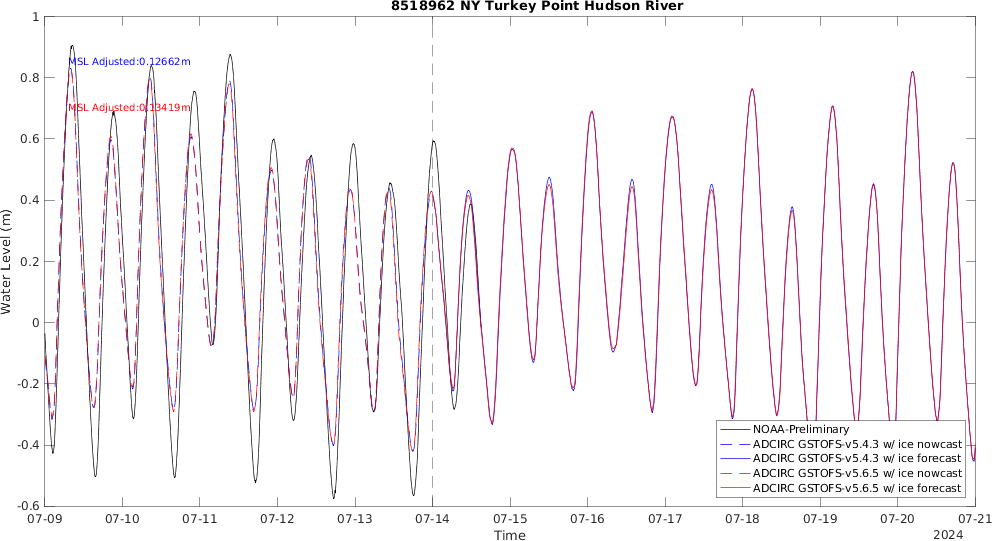 8518962 NY Turkey Point Hudson River
1
0.8
0.6
0.4
0.2
0
-0.2
-0.4
-0.6
Water Level (m)
MSL Adjusted:0.12662m
MSL Adjusted:0.13419m
NOAA-Preliminary
ADCIRC GSTOFS-v5.4.3 w/ ice nowcast
ADCIRC GSTOFS-v5.4.3 w/ ice forecast
ADCIRC GSTOFS-v5.6.5 w/ ice nowcast
ADCIRC GSTOFS-v5.6.5 w/ ice forecast
07-09 07-10 07-11 07-12 07-13 07-14 07-15 07-16 07-17 07-18 07-19 07-20 07-21
Time
2024